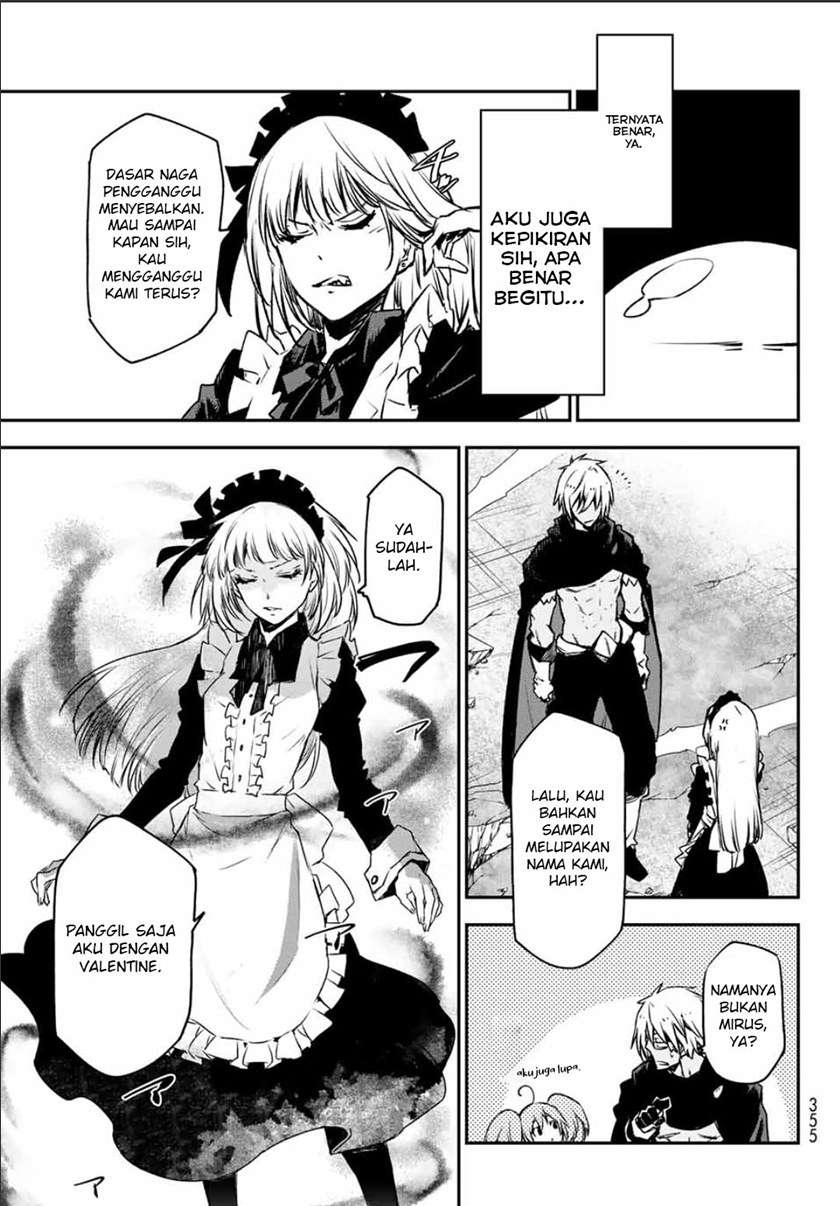 TERNYATA
BENAR,
YA.
AKU JUGA
KEPIKIRAN
SIH, APA
BENAR
BEGITU...
DASAR NAGA
PENGGANGGU
MENYEBALKAN.
MAU SAMPAI
KAPAN SIH,
KAU
MENGGANGGU
KAMI TERUS?
LALU, KAU
BAHKAN
SAMPAI
MELUPAKAN
NAMA KAMI,
HAH?
NAMANYA
BUKAN
MIRUS,
YA?
aku juga lupa.
YA
SUDAH-
LAH.
PANGGIL SAJA
AKU DENGAN
VALENTINE.
355